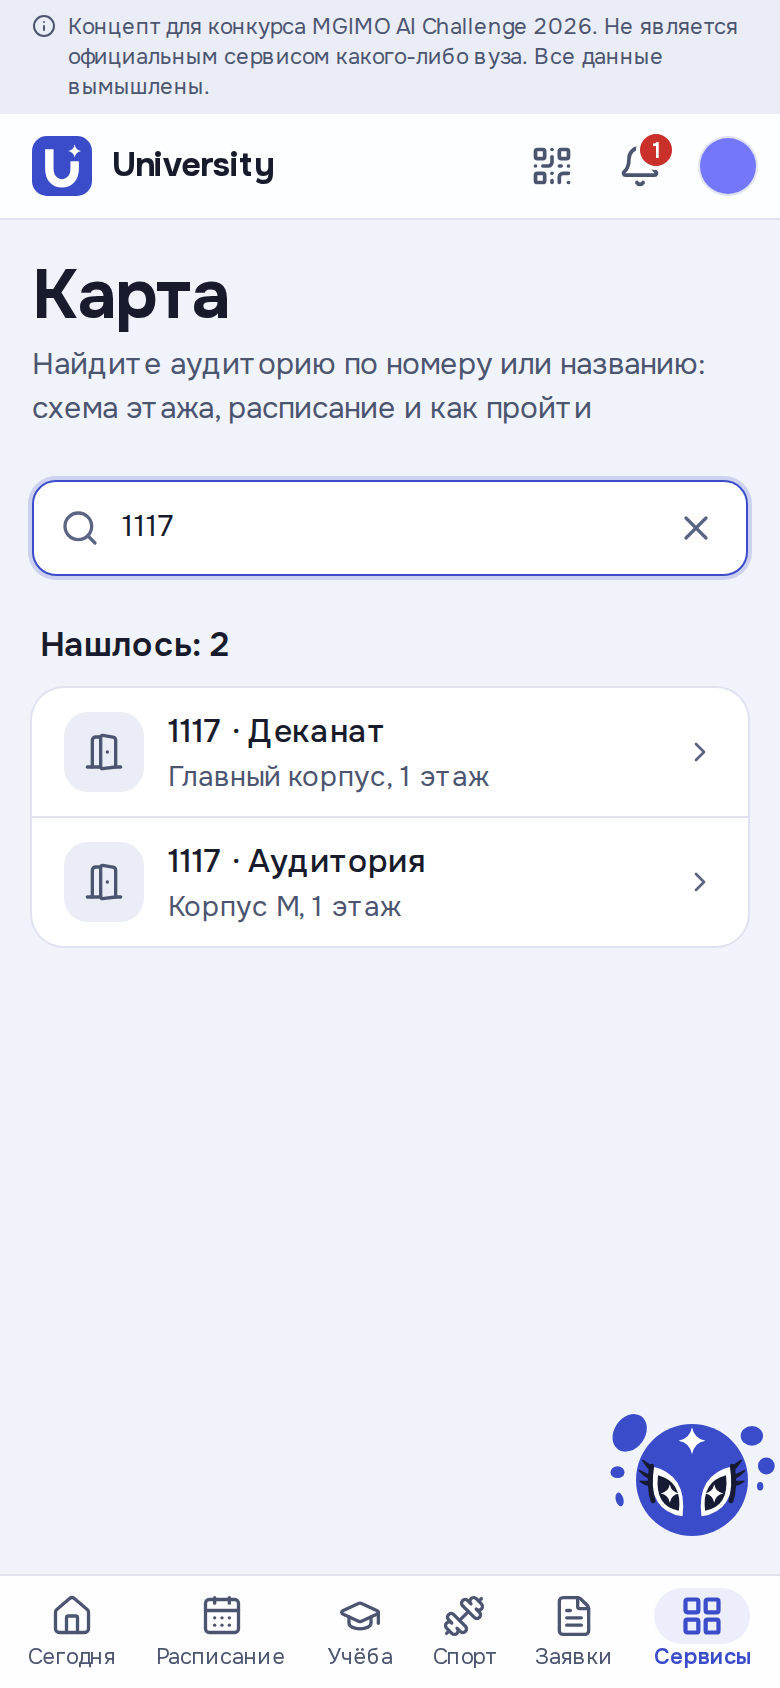 Концепт для конкурса MGIMO AI Challenge 2026. Не является
официальным сервисом какого-либо вуза. Все данные
вымышлены.
University
1
Карта
Найдите аудиторию по номеру или названию:
схема этажа, расписание и как пройти
1117
Нашлось: 2
1117 · Деканат
Главный корпус, 1 этаж
1117 · Аудитория
Корпус М, 1 этаж
Сегодня Расписание Учёба Спорт Заявки Сервисы